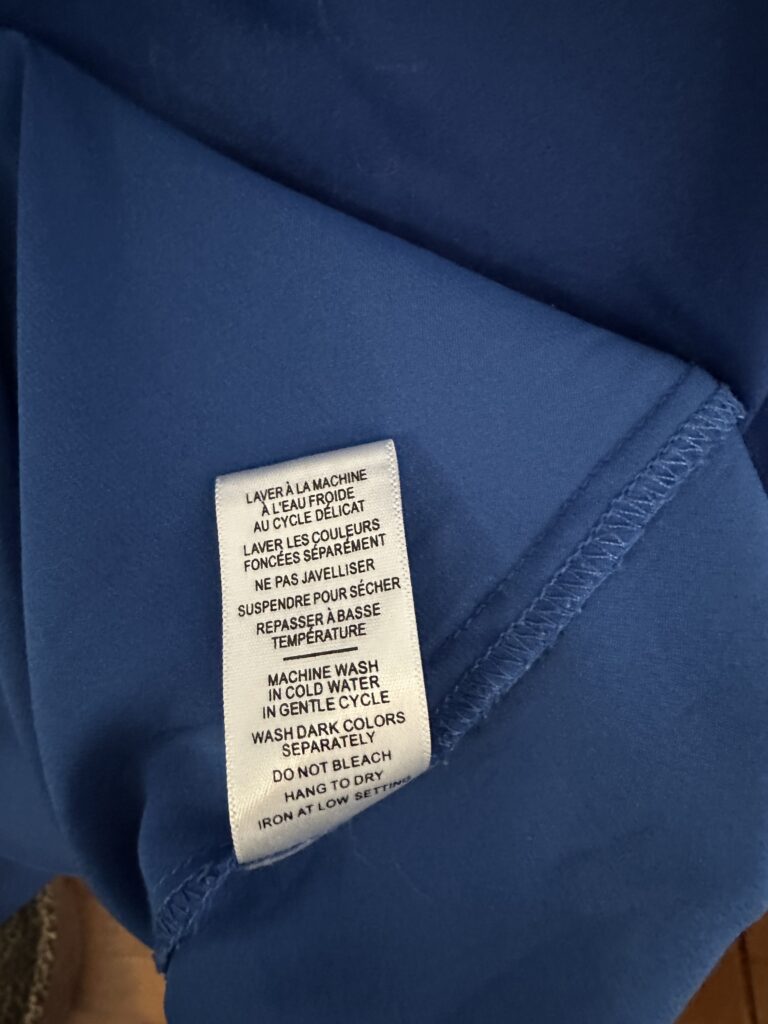 LAVER À LA MACHINE
À L'EAU FROIDE
AU CYCLE DÉLICAT
LAVER LES COULEURS
FONCÉES SÉPARÉMENT
NE PAS JAVELLISER
SUSPENDRE POUR SÉCHER
REPASSER À BASSE
TEMPÉRATURE
MACHINE WASH
IN COLD WATER
IN GENTLE CYCLE
WASH DARK COLORS
SEPARATELY
DO NOT BLEACH
HANG TO DRY
IRON AT LOW SETTING